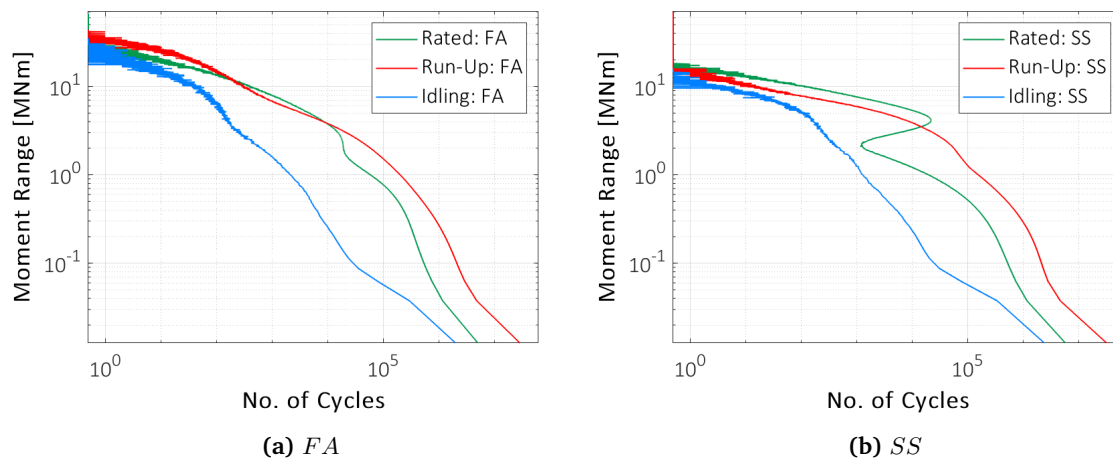 Rated: FA
Run-Up: FA
Idling: FA
10^1
10^0
10^-1
Moment Range [MNm]
10^0
10^5
No. of Cycles
(a) FA
Rated: SS
Run-Up: SS
Idling: SS
10^1
10^0
10^-1
Moment Range [MNm]
10^0
10^5
No. of Cycles
(b) SS